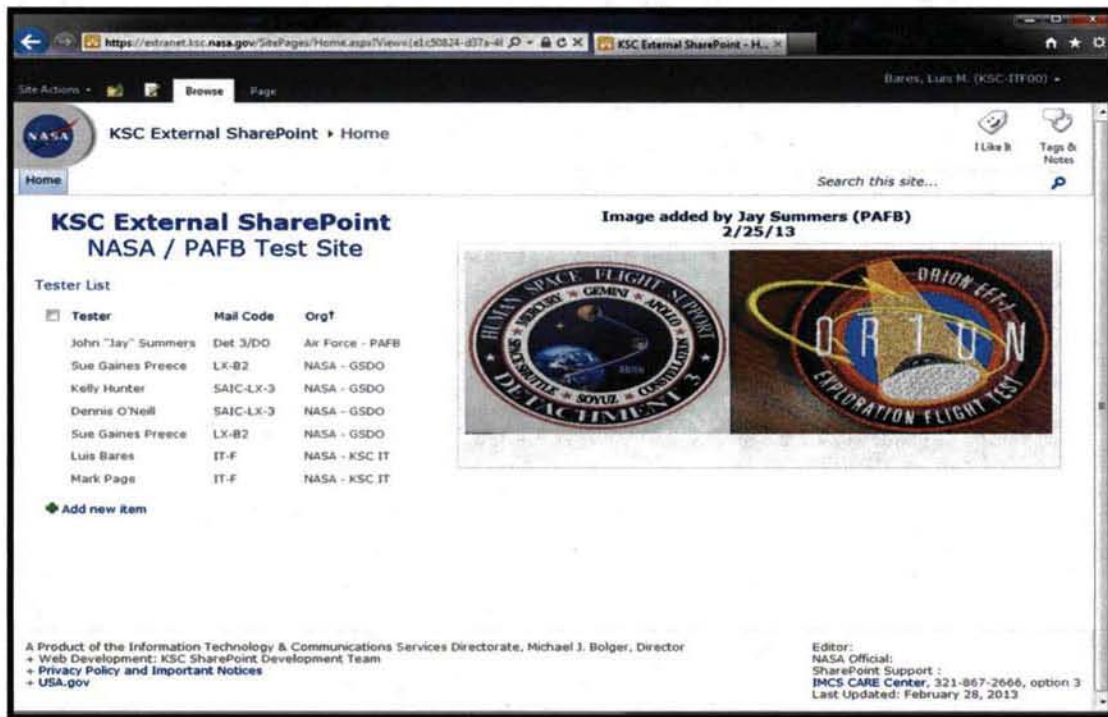 https://extranet.ksc.nasa.gov/SitePages/Home.aspx?View={e1c50824-d37a-4
KSC External SharePoint - H...
Site Actions
Browse
Page
Bares, Luis M. (KSC-ITF00)
NASA
KSC External SharePoint ▸ Home
I Like It
Tags & Notes
Home
Search this site...
KSC External SharePoint
NASA / PAFB Test Site
Tester List
Tester Mail Code Org↑
John "Jay" Summers Det 3/DO Air Force - PAFB
Sue Gaines Preece LX-B2 NASA - GSDO
Kelly Hunter SAIC-LX-3 NASA - GSDO
Dennis O'Neill SAIC-LX-3 NASA - GSDO
Sue Gaines Preece LX-B2 NASA - GSDO
Luis Bares IT-F NASA - KSC IT
Mark Page IT-F NASA - KSC IT
Add new item
Image added by Jay Summers (PAFB)
2/25/13
HUMAN SPACE FLIGHT SUPPORT
MERCURY GEMINI APOLLO
SHUTTLE SOYUZ CONSTELLATION
DETACHMENT 3
ORION EFT-1
OR1ON
EXPLORATION FLIGHT TEST
A Product of the Information Technology & Communications Services Directorate, Michael J. Bolger, Director
+ Web Development: KSC SharePoint Development Team
+ Privacy Policy and Important Notices
+ USA.gov
Editor:
NASA Official:
SharePoint Support :
IMCS CARE Center, 321-867-2666, option 3
Last Updated: February 28, 2013